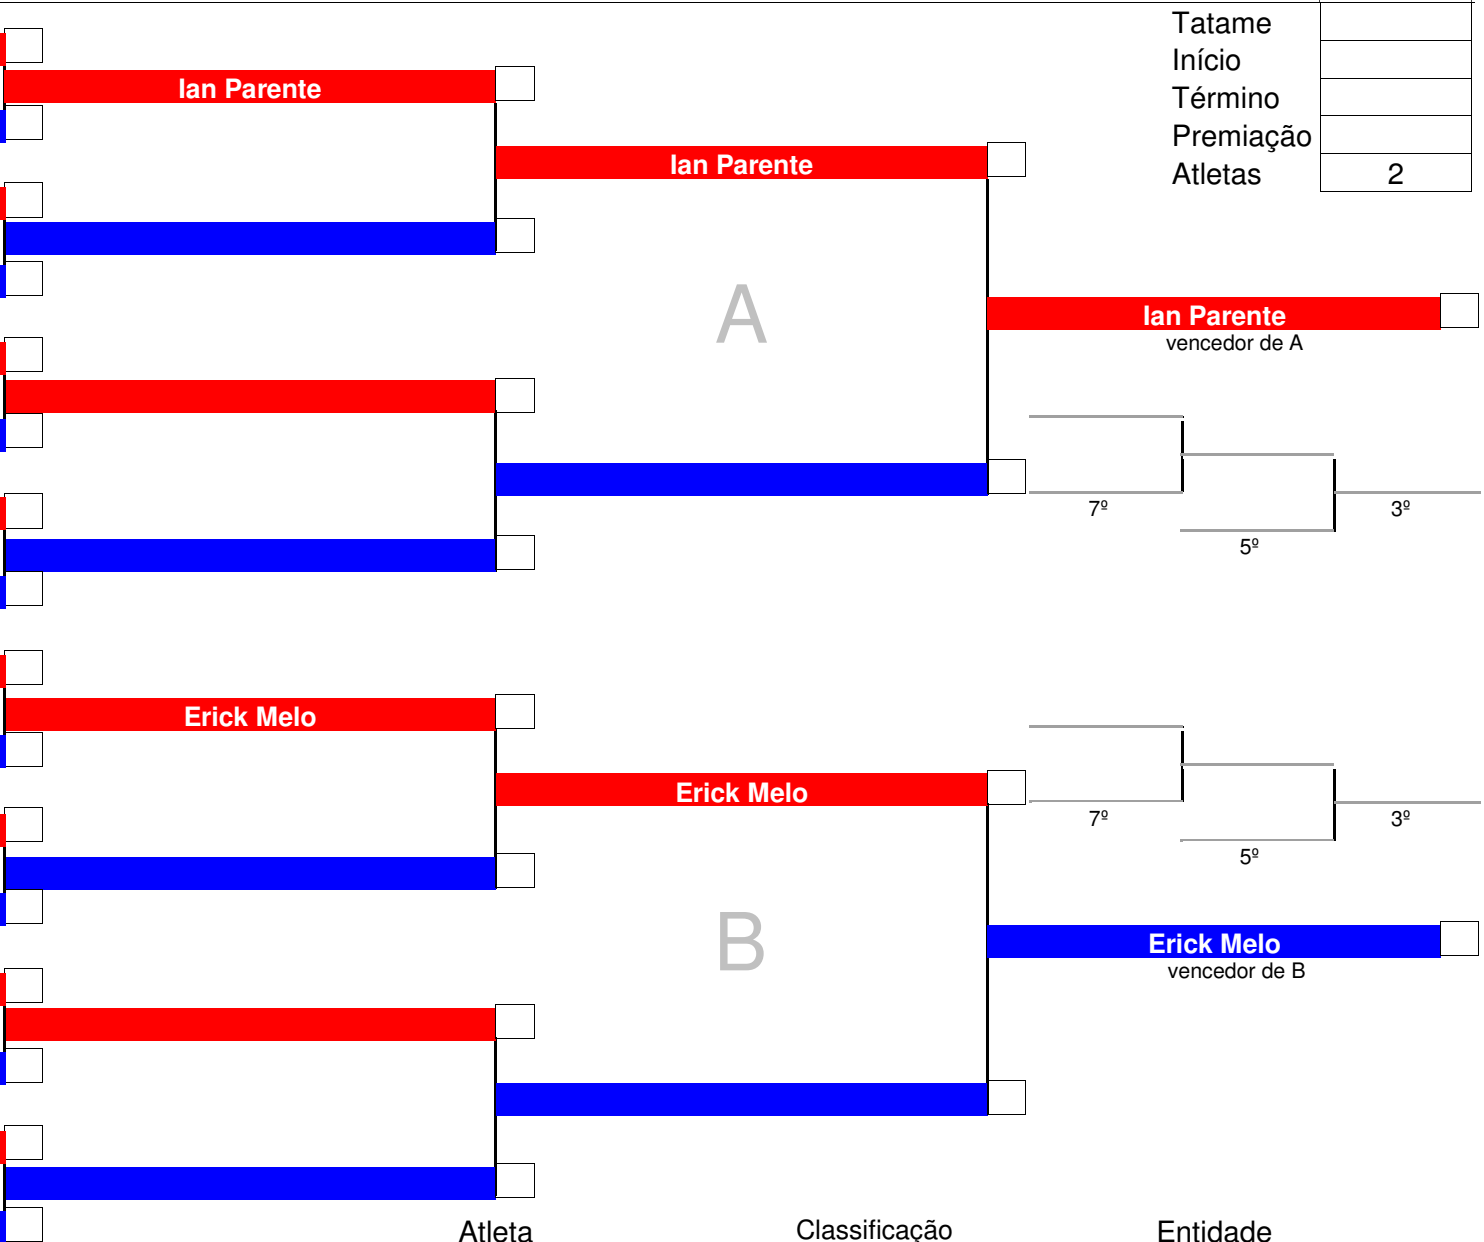 Tatame
Início
Término
Premiação
Atletas 2
Ian Parente
Ian Parente
A
Ian Parente
vencedor de A
7º
3º
5º
Erick Melo
Erick Melo
7º
3º
5º
B
Erick Melo
vencedor de B
Atleta Classificação Entidade